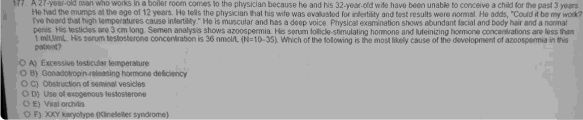 177. A 27-year-old man who works in a boiler room comes to the physician because he and his 32-year-old wife have been unable to conceive a child for the past 3 years.
He had the mumps at the age of 12 years. He tells the physician that his wife was evaluated for infertility and test results were normal. He adds, "Could it be my work?
I've heard that high temperatures cause infertility." He is muscular and has a deep voice. Physical examination shows abundant facial and body hair and a normal
penis. His testicles are 3 cm long. Semen analysis shows azoospermia. His serum follicle-stimulating hormone and luteinizing hormone concentrations are less than
1 mIU/mL. His serum testosterone concentration is 36 nmol/L (N=10-35). Which of the following is the most likely cause of the development of azoospermia in this
patient?
A) Excessive testicular temperature
B) Gonadotropin-releasing hormone deficiency
C) Obstruction of seminal vesicles
D) Use of exogenous testosterone
E) Viral orchitis
F) XXY karyotype (Klinefelter syndrome)